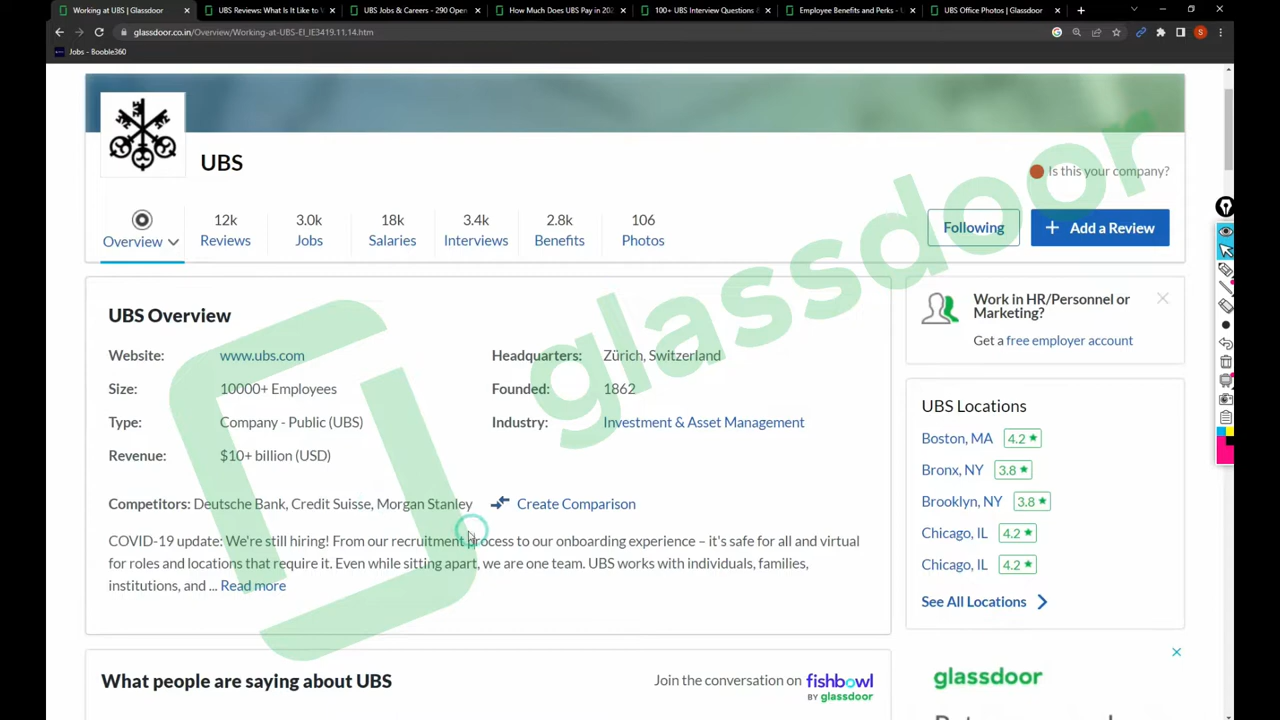 Working at UBS | Glassdoor
UBS Reviews: What Is It Like to
UBS Jobs & Careers - 290 Open
How Much Does UBS Pay in 202
100+ UBS Interview Questions
Employee Benefits and Perks -
UBS Office Photos | Glassdoor
glassdoor.co.in/Overview/Working-at-UBS-EI_IE3419.11.14.htm
S
Jobs - Booble360
UBS
Is this your company?
Overview
12k
Reviews
3.0k
Jobs
18k
Salaries
3.4k
Interviews
2.8k
Benefits
106
Photos
Following
+ Add a Review
glassdoor
UBS Overview
Website: www.ubs.com
Headquarters: Zürich, Switzerland
Size: 10000+ Employees
Founded: 1862
Type: Company - Public (UBS)
Industry: Investment & Asset Management
Revenue: $10+ billion (USD)
Competitors: Deutsche Bank, Credit Suisse, Morgan Stanley Create Comparison
COVID-19 update: We're still hiring! From our recruitment process to our onboarding experience – it's safe for all and virtual
for roles and locations that require it. Even while sitting apart, we are one team. UBS works with individuals, families,
institutions, and ... Read more
Work in HR/Personnel or
Marketing?
Get a free employer account
UBS Locations
Boston, MA 4.2 ★
Bronx, NY 3.8 ★
Brooklyn, NY 3.8 ★
Chicago, IL 4.2 ★
Chicago, IL 4.2 ★
See All Locations
What people are saying about UBS
Join the conversation on fishbowl
BY glassdoor
glassdoor